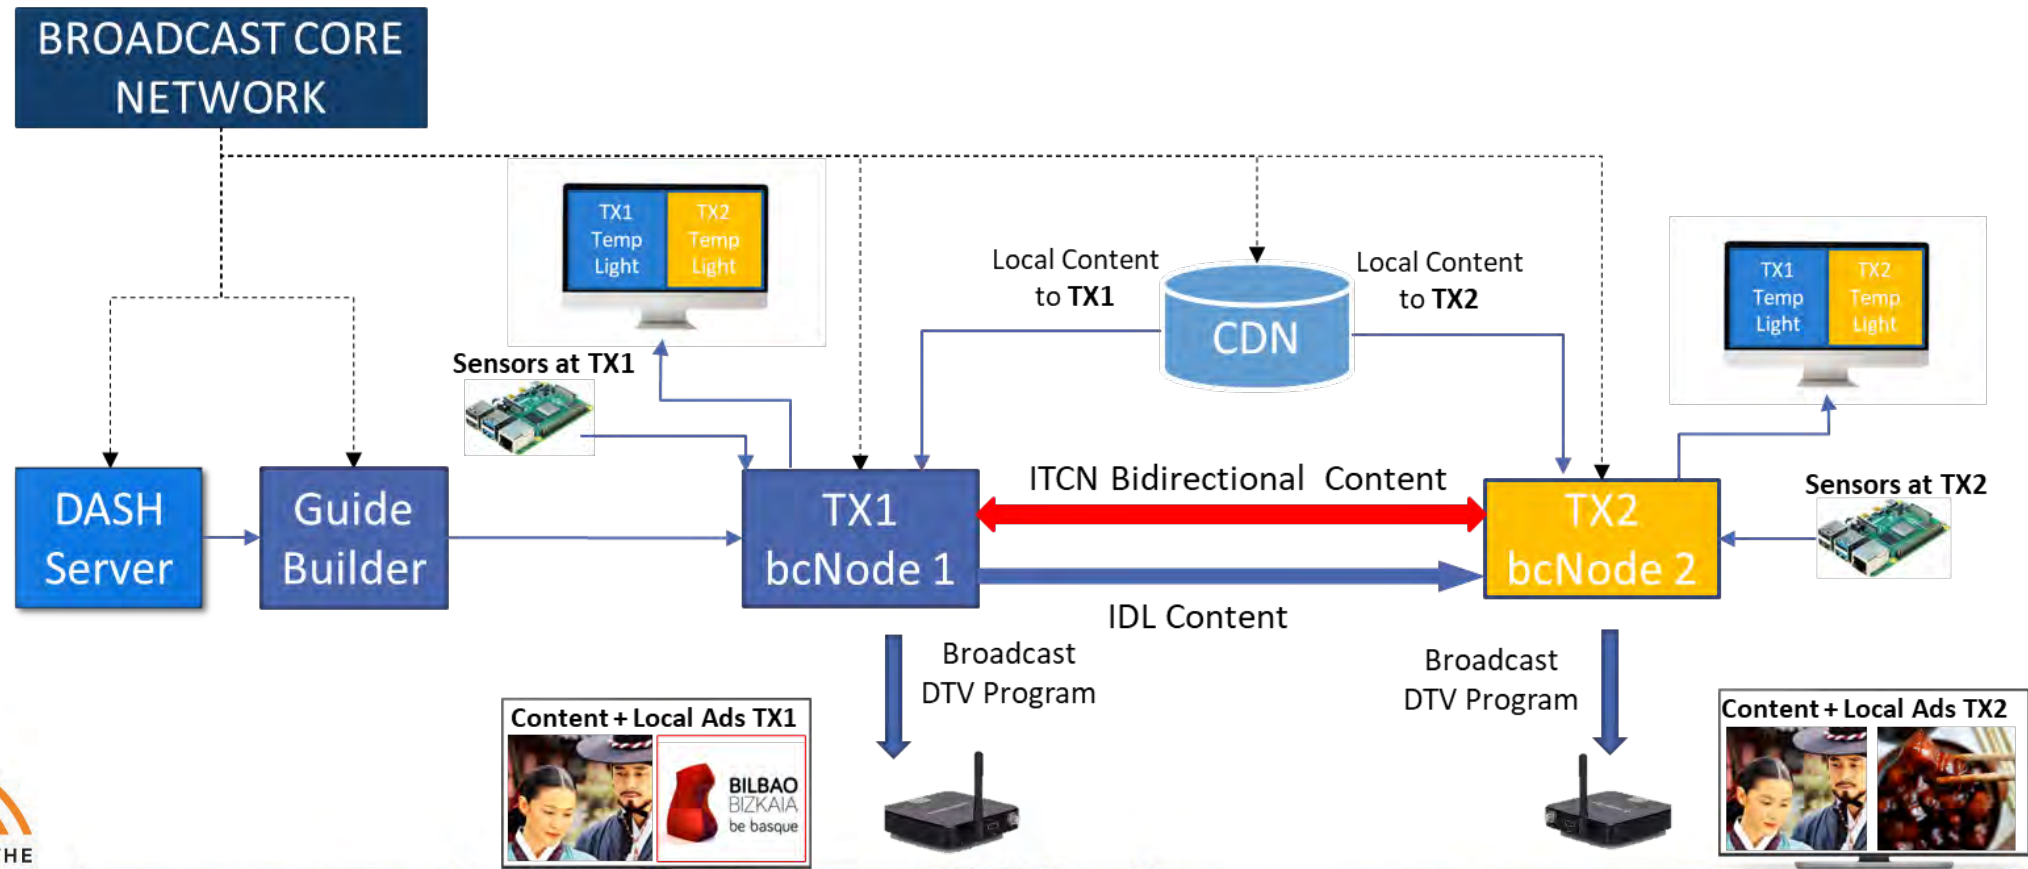 BROADCAST CORE
NETWORK
TX1
Temp
Light
TX2
Temp
Light
Local Content
to TX1
Local Content
to TX2
CDN
TX1
Temp
Light
TX2
Temp
Light
Sensors at TX1
DASH
Server
Guide
Builder
TX1
bcNode 1
ITCN Bidirectional Content
IDL Content
TX2
bcNode 2
Sensors at TX2
Broadcast
DTV Program
Broadcast
DTV Program
Content + Local Ads TX1
BILBAO
BIZKAIA
be basque
Content + Local Ads TX2
THE